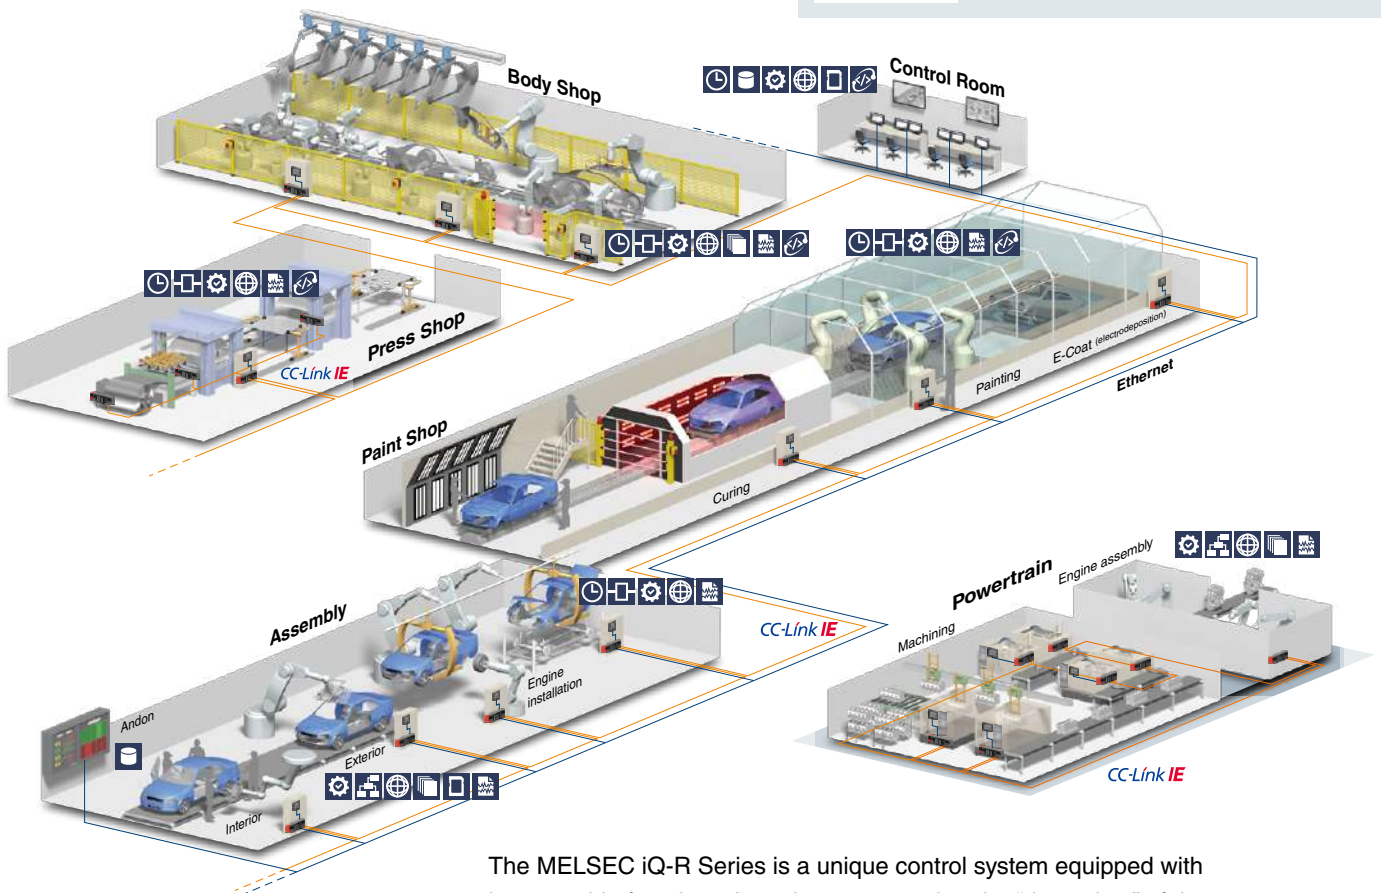 Body Shop
Control Room
Press Shop
CC-Link IE
E-Coat (electrodeposition)
Painting
Ethernet
Paint Shop
Curing
Assembly
Engine
installation
CC-Link IE
Andon
Exterior
Interior
Powertrain
Engine assembly
Machining
CC-Link IE
The MELSEC iQ-R Series is a unique control system equipped with